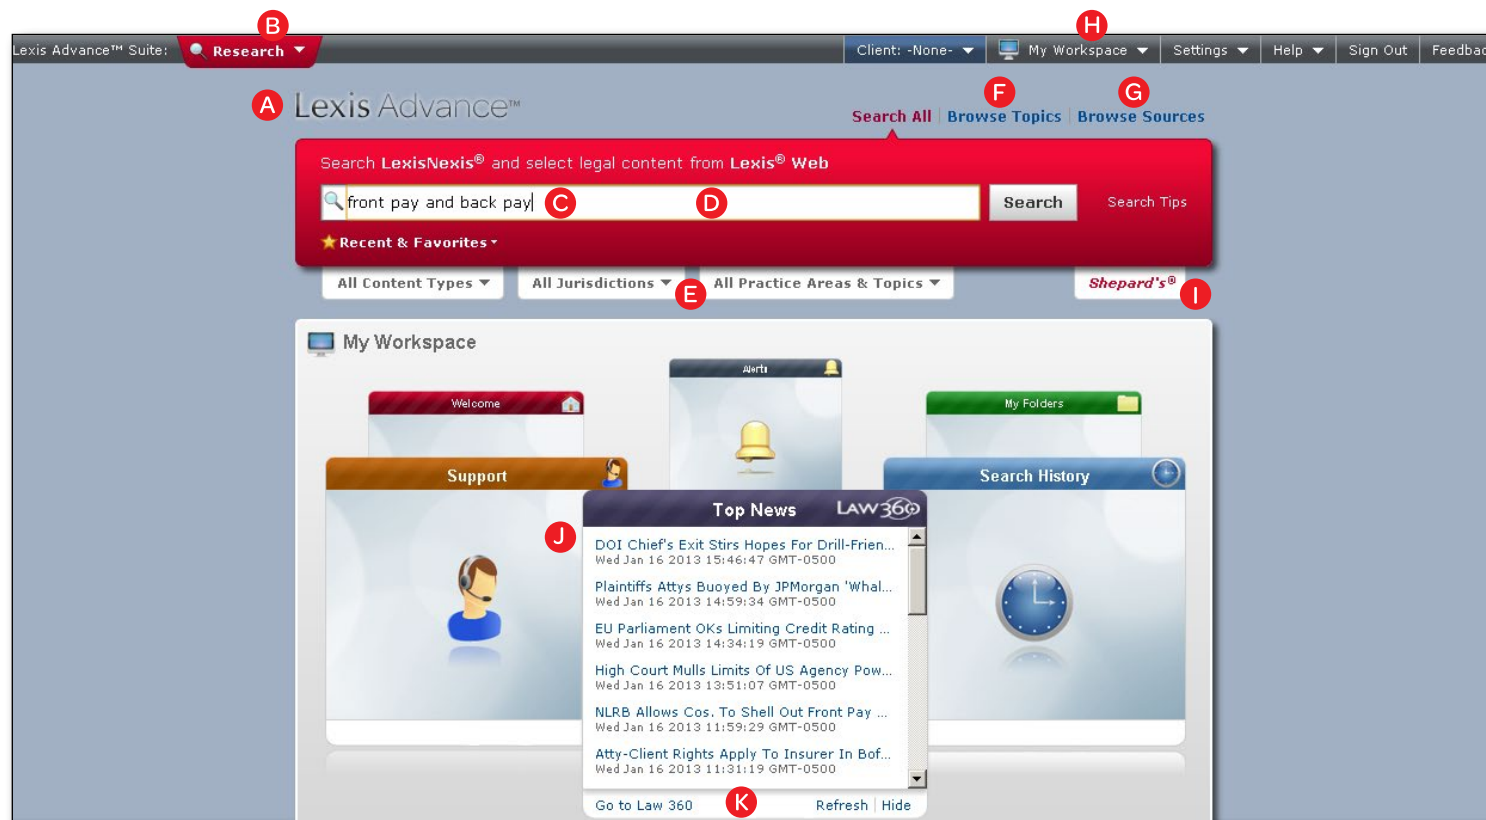 B
H
Lexis Advance™ Suite: Research Client: -None- My Workspace Settings Help Sign Out Feedbac
A Lexis Advance™
F G
Search All | Browse Topics | Browse Sources
Search LexisNexis® and select legal content from Lexis® Web
front pay and back pay C D Search Search Tips
Recent & Favorites
All Content Types All Jurisdictions E All Practice Areas & Topics Shepard's® I
My Workspace
Alerts
Welcome My Folders
Support Search History
Top News LAW360
J
DOI Chief's Exit Stirs Hopes For Drill-Frien...
Wed Jan 16 2013 15:46:47 GMT-0500
Plaintiffs Attys Buoyed By JPMorgan 'Whal...
Wed Jan 16 2013 14:59:34 GMT-0500
EU Parliament OKs Limiting Credit Rating ...
Wed Jan 16 2013 14:34:19 GMT-0500
High Court Mulls Limits Of US Agency Pow...
Wed Jan 16 2013 13:51:07 GMT-0500
NLRB Allows Cos. To Shell Out Front Pay ...
Wed Jan 16 2013 11:59:29 GMT-0500
Atty-Client Rights Apply To Insurer In Bof...
Wed Jan 16 2013 11:31:19 GMT-0500
Go to Law 360 K Refresh | Hide